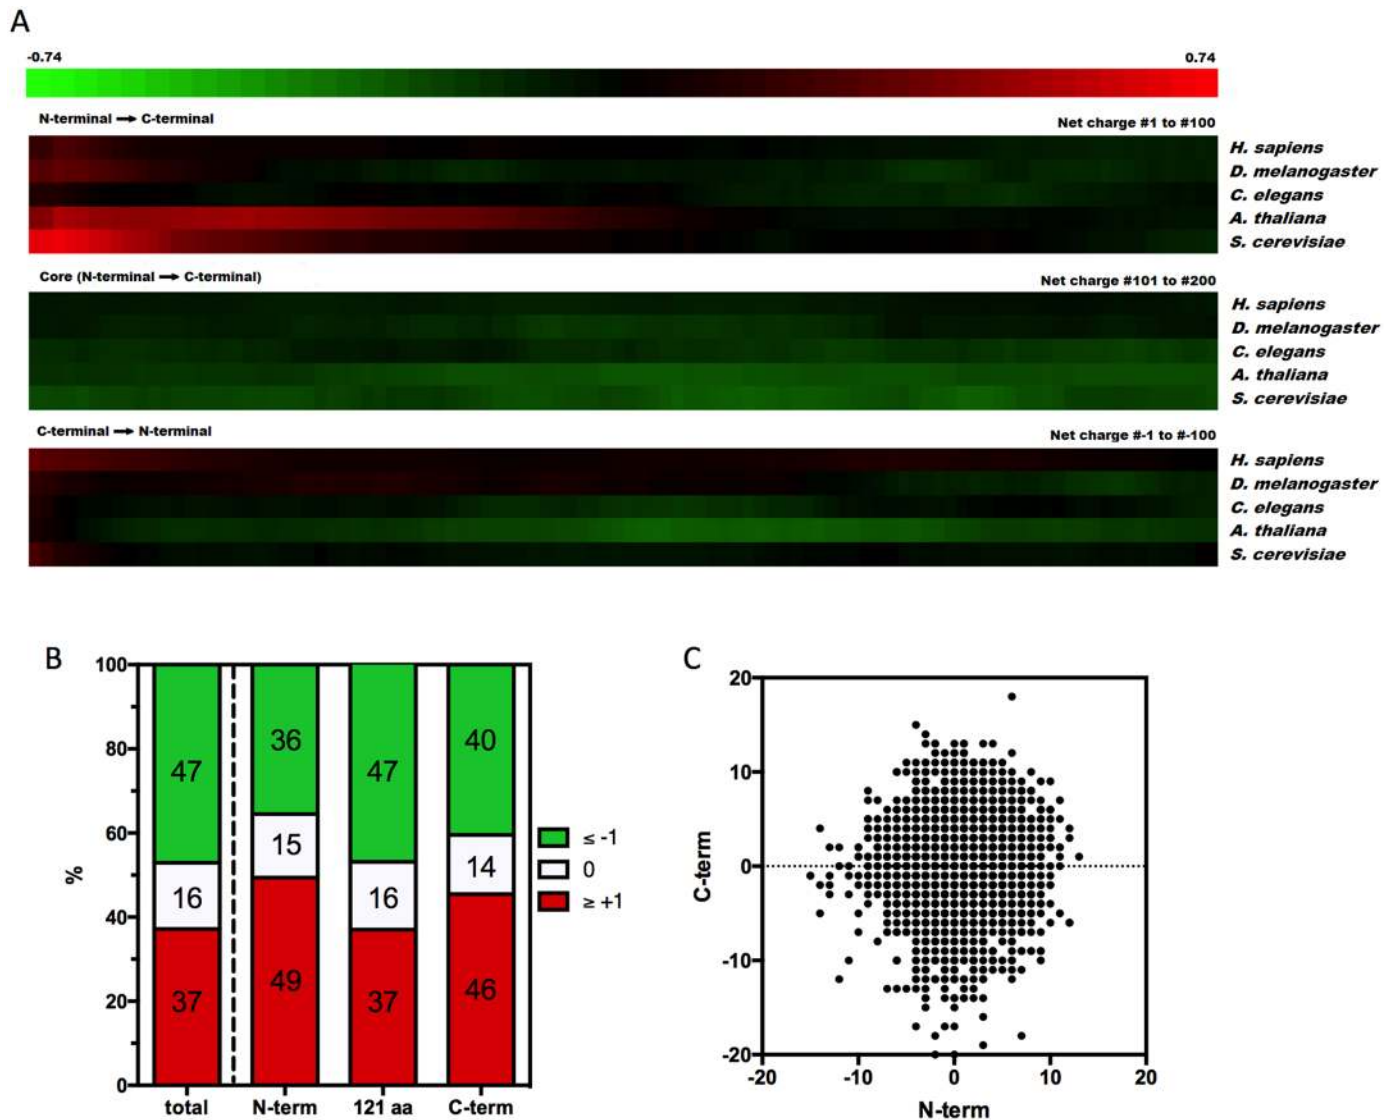 A
-0.74 0.74
N-terminal → C-terminal Net charge #1 to #100
H. sapiens
D. melanogaster
C. elegans
A. thaliana
S. cerevisiae
Core (N-terminal → C-terminal) Net charge #101 to #200
H. sapiens
D. melanogaster
C. elegans
A. thaliana
S. cerevisiae
C-terminal → N-terminal Net charge #-1 to #-100
H. sapiens
D. melanogaster
C. elegans
A. thaliana
S. cerevisiae
B
%
100
80
60
40
20
0
47 36 47 40
16 15 16 14
37 49 37 46
total N-term 121 aa C-term
≤ -1
0
≥ +1
C
C-term
20
10
0
-10
-20
-20 -10 0 10 20
N-term